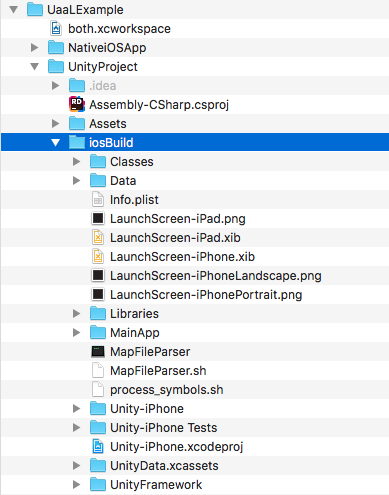 UaaLExample
both.xcworkspace
NativeiOSApp
UnityProject
.idea
RD Assembly-CSharp.csproj
Assets
iosBuild
Classes
Data
Info.plist
LaunchScreen-iPad.png
LaunchScreen-iPad.xib
LaunchScreen-iPhone.xib
LaunchScreen-iPhoneLandscape.png
LaunchScreen-iPhonePortrait.png
Libraries
MainApp
MapFileParser
MapFileParser.sh
process_symbols.sh
Unity-iPhone
Unity-iPhone Tests
Unity-iPhone.xcodeproj
UnityData.xcassets
UnityFramework